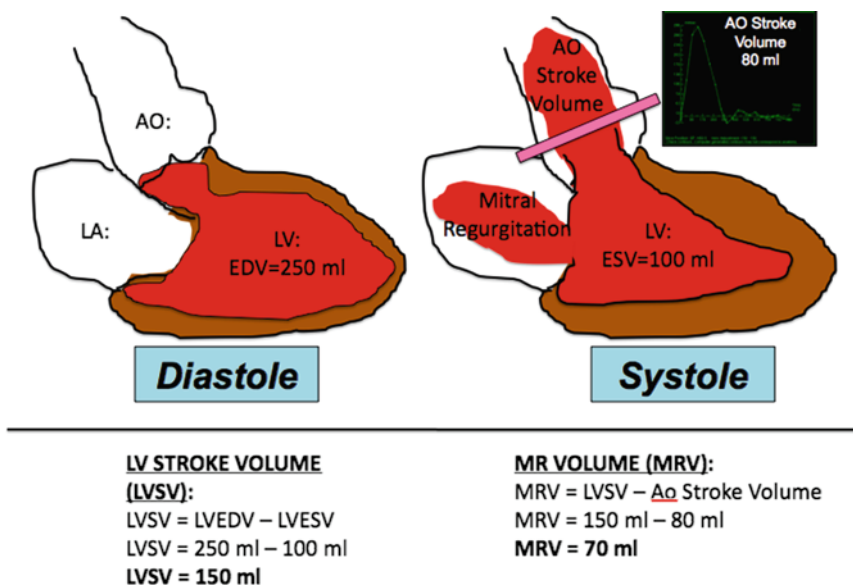 AO:
LA:
LV:
EDV=250 ml
AO
Stroke
Volume
Mitral
Regurgitation
LV:
ESV=100 ml
AO Stroke
Volume
80 ml
Diastole
Systole
LV STROKE VOLUME
(LVSV):
LVSV = LVEDV – LVESV
LVSV = 250 ml – 100 ml
LVSV = 150 ml
MR VOLUME (MRV):
MRV = LVSV – Ao Stroke Volume
MRV = 150 ml – 80 ml
MRV = 70 ml